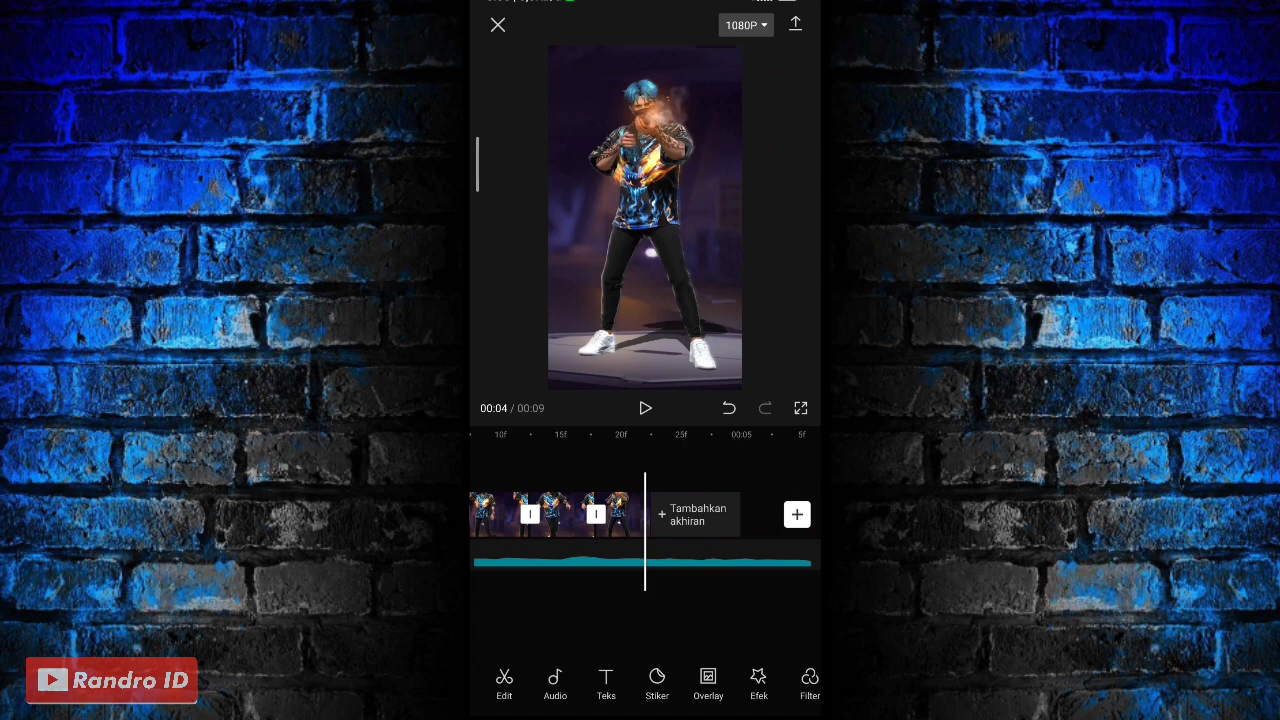 1080P
00:04 / 00:09
10f 15f 20f 25f 00:05 5f
+ Tambahkan
akhiran
Edit Audio Teks Stiker Overlay Efek Filter
Randro ID